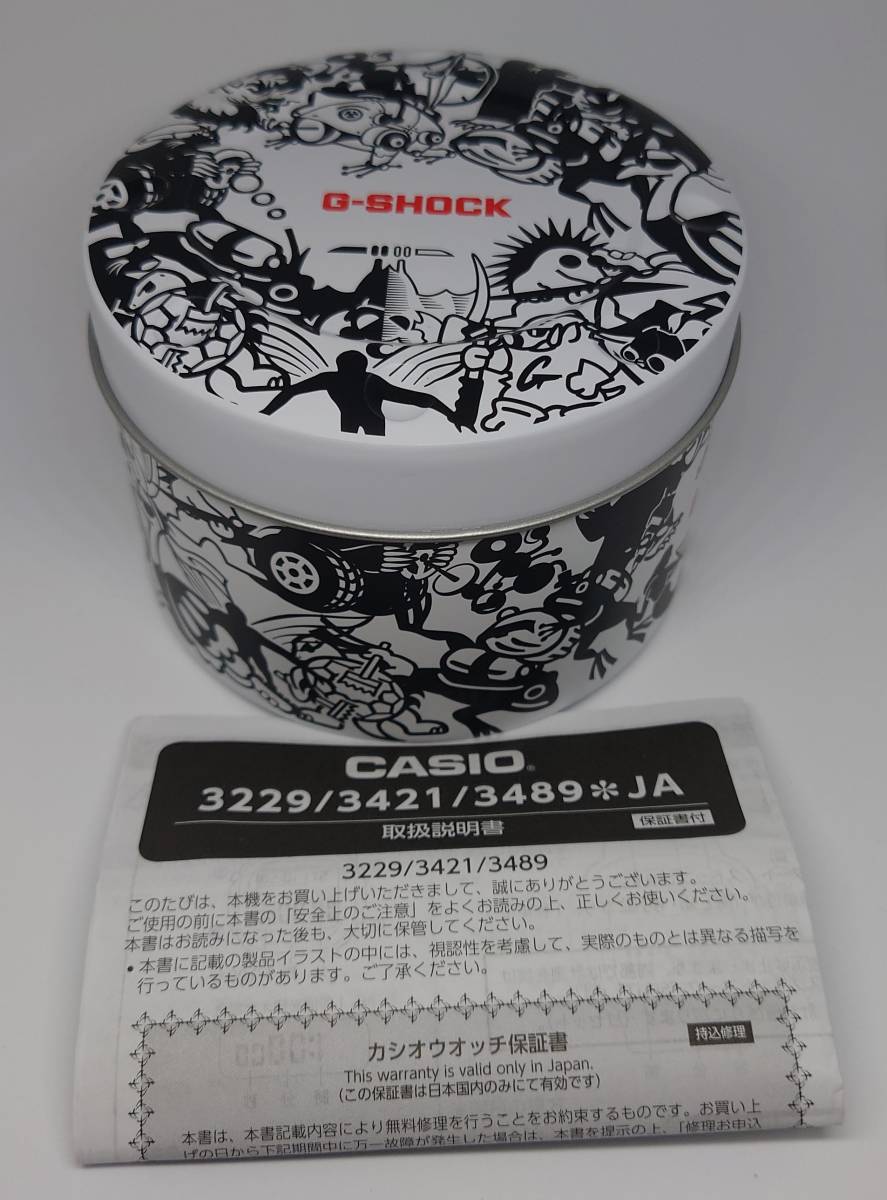 G-SHOCK
G
CASIO®
3229/3421/3489＊JA
取扱説明書
保証書付
3229/3421/3489
このたびは、本機をお買い上げいただきまして、誠にありがとうございます。
ご使用の前に本書の「安全上のご注意」をよくお読みの上、正しくお使いください。
本書はお読みになった後も、大切に保管してください。
• 本書に記載の製品イラストの中には、視認性を考慮して、実際のものとは異なる描写を
行っているものがあります。ご了承ください。
カシオウオッチ保証書
持込修理
This warranty is valid only in Japan.
(この保証書は日本国内のみにて有効です)
本書は、本書記載内容により無料修理を行うことをお約束するものです。お買い上
げの日から下記期間中に万一故障が発生した場合は、本書を提示の上、「修理お申込